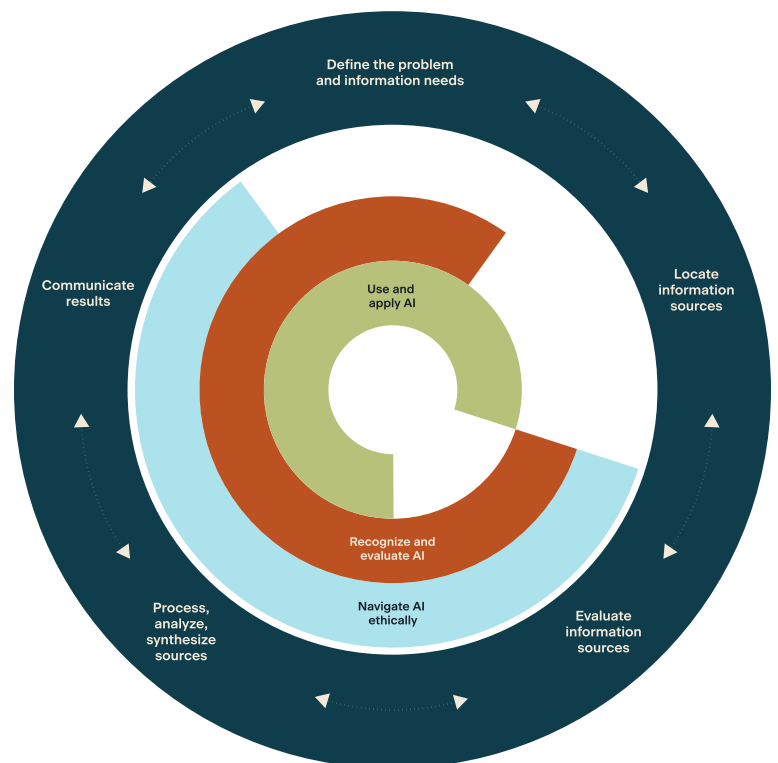 Define the problem
and information needs
Locate
information
sources
Evaluate
information
sources
Process,
analyze,
synthesize
sources
Communicate
results
Use and
apply AI
Recognize and
evaluate AI
Navigate AI
ethically